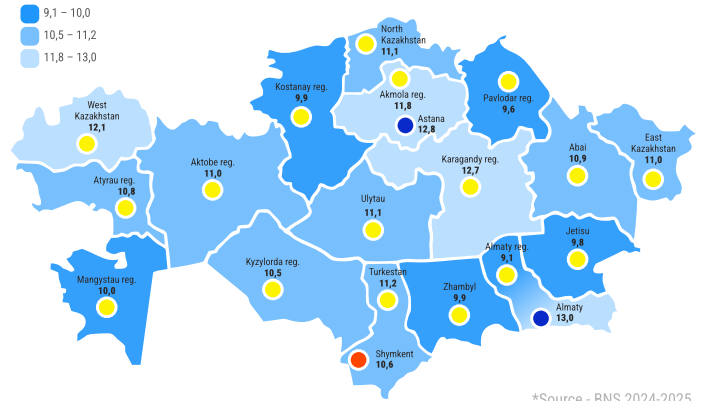 9,1 – 10,0
10,5 – 11,2
11,8 – 13,0
North
Kazakhstan
11,1
Kostanay reg.
9,9
Akmola reg.
11,8
Astana
12,8
Pavlodar reg.
9,6
West
Kazakhstan
12,1
Aktobe reg.
11,0
Atyrau reg.
10,8
Karagandy reg.
12,7
Abai
10,9
East
Kazakhstan
11,0
Ulytau
11,1
Mangystau reg.
10,0
Kyzylorda reg.
10,5
Turkestan
11,2
Zhambyl
9,9
Almaty reg.
9,1
Jetisu
9,8
Almaty
13,0
Shymkent
10,6
*Source - BNS 2024-2025